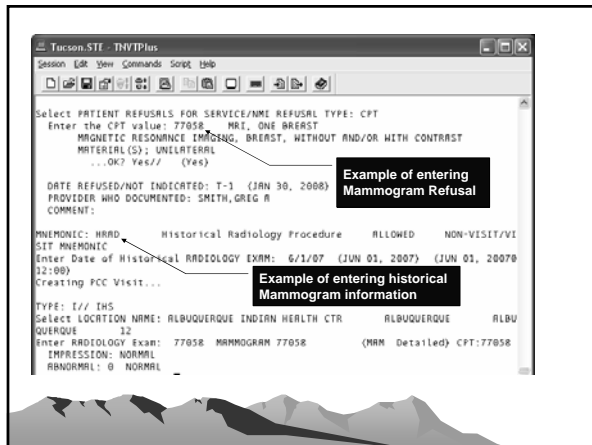 Tucson.STE - TNVTPlus
Session Edit View Commands Script Help
Select PATIENT REFUSALS FOR SERVICE/NMI REFUSAL TYPE: CPT
Enter the CPT value: 77058 MRI, ONE BREAST
MAGNETIC RESONANCE IMAGING, BREAST, WITHOUT AND/OR WITH CONTRAST
MATERIAL(S); UNILATERAL
...OK? Yes// (Yes)
Example of entering
Mammogram Refusal
DATE REFUSED/NOT INDICATED: T-1 (JAN 30, 2008)
PROVIDER WHO DOCUMENTED: SMITH,GREG A
COMMENT:
MNEMONIC: HRAD Historical Radiology Procedure ALLOWED NON-VISIT/VI
SIT MNEMONIC
Enter Date of Historical RADIOLOGY EXAM: 6/1/07 (JUN 01, 2007) (JUN 01, 2007@
12:00)
Creating PCC Visit...
Example of entering historical
Mammogram information
TYPE: I// IHS
Select LOCATION NAME: ALBUQUERQUE INDIAN HEALTH CTR ALBUQUERQUE ALBU
QUERQUE 12
Enter RADIOLOGY Exam: 77058 MAMMOGRAM 77058 (MAM Detailed) CPT:77058
IMPRESSION: NORMAL
ABNORMAL: 0 NORMAL